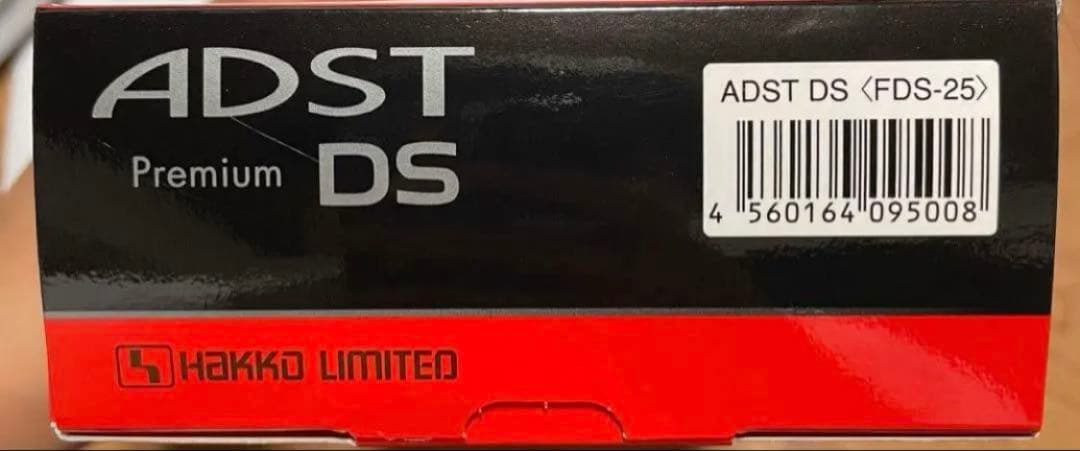 ADST
Premium DS
ADST DS〈FDS-25〉
4 560164 095008
HAKKO LIMITED